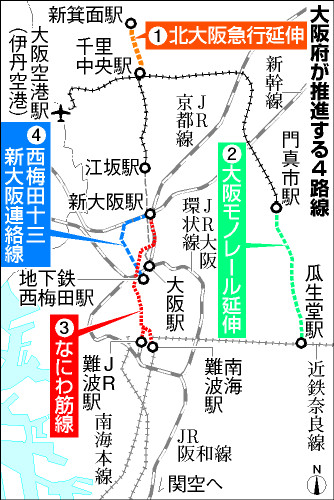 大阪府が推進する4路線
新箕面駅
①北大阪急行延伸
千里
中央駅
大阪空港駅
(伊丹空港)
新幹線
JR
京都線
④
西梅田十三
新大阪連絡線
江坂駅
②
大阪モノレール延伸
門真市駅
新大阪駅
JR大阪
環状線
地下鉄
西梅田駅
大阪駅
瓜生堂駅
③
なにわ筋線
JR
難波駅
南海
難波駅
近鉄奈良線
南海本線
JR
阪和線
関空へ
N